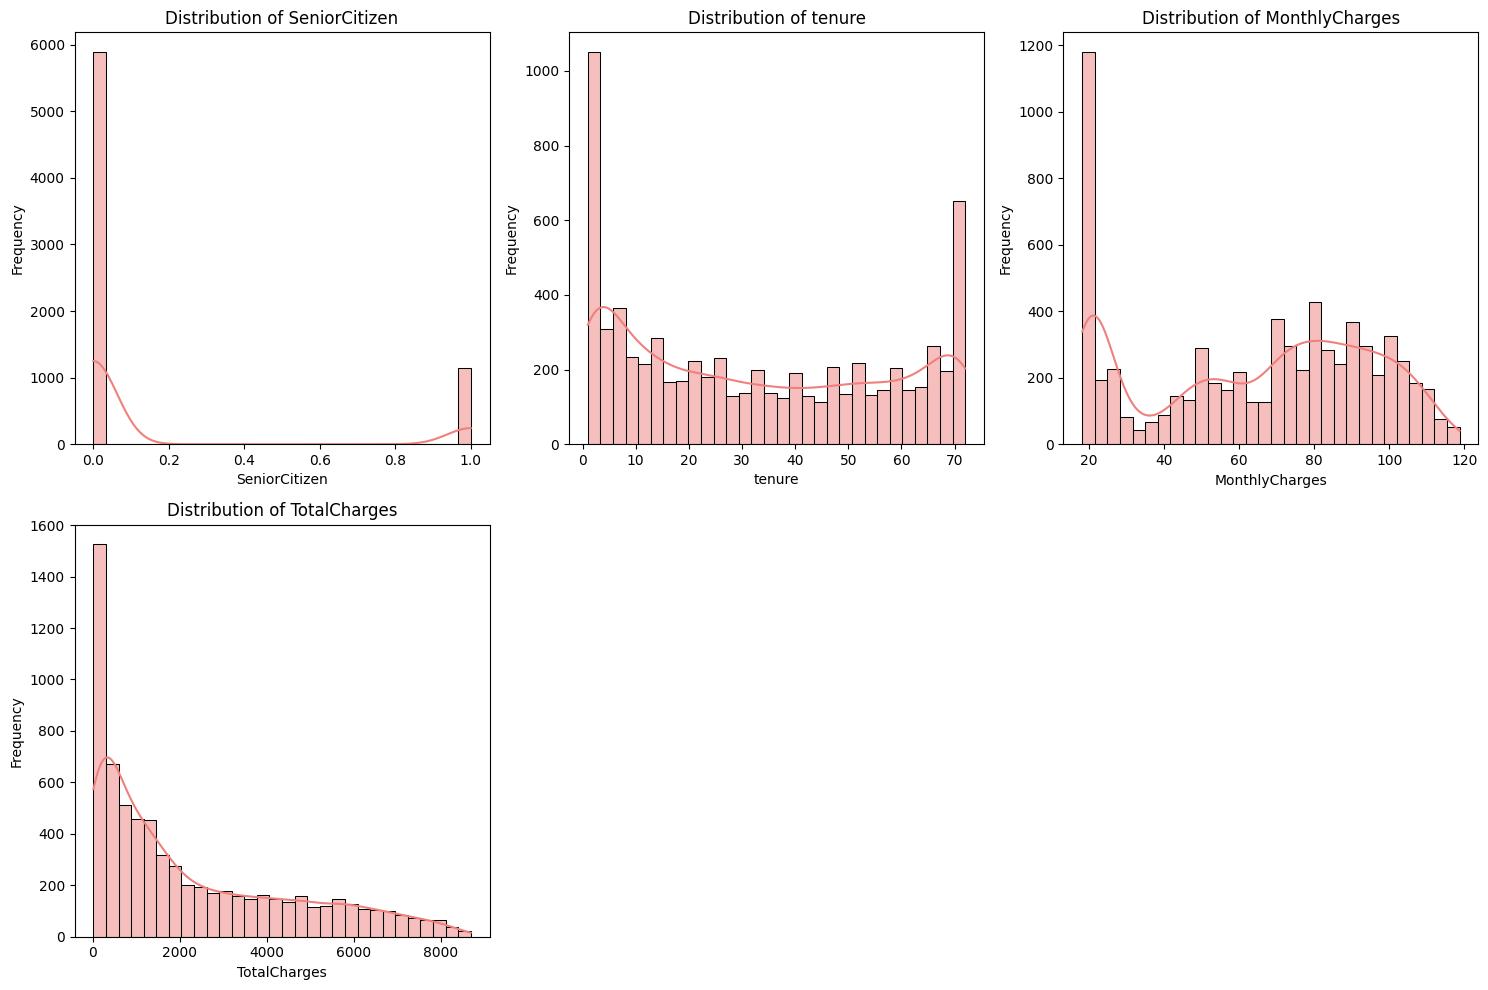 Distribution of SeniorCitizen
Frequency
6000
5000
4000
3000
2000
1000
0
0.0 0.2 0.4 0.6 0.8 1.0
SeniorCitizen
Distribution of tenure
Frequency
1000
800
600
400
200
0
0 10 20 30 40 50 60 70
tenure
Distribution of MonthlyCharges
Frequency
1200
1000
800
600
400
200
0
20 40 60 80 100 120
MonthlyCharges
Distribution of TotalCharges
Frequency
1600
1400
1200
1000
800
600
400
200
0
0 2000 4000 6000 8000
TotalCharges